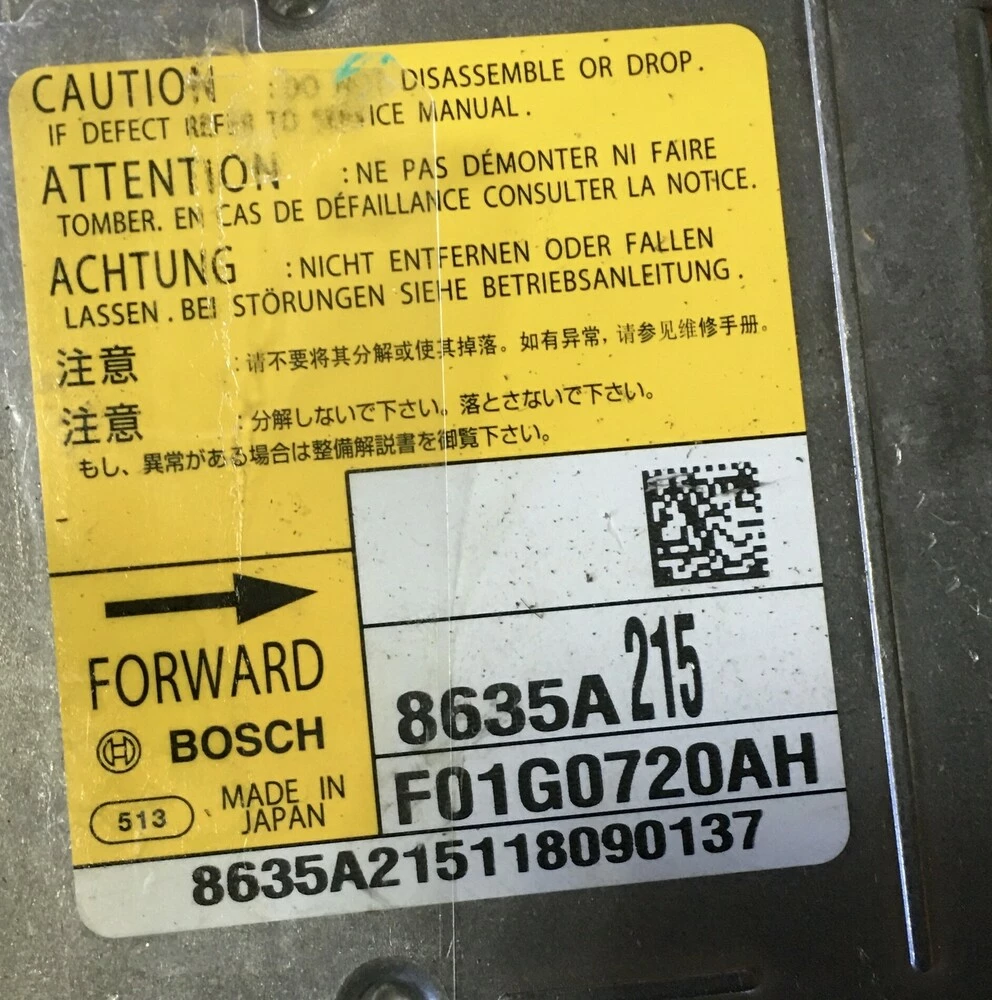 CAUTION : DO NOT DISASSEMBLE OR DROP.
IF DEFECT REFER TO SERVICE MANUAL.
ATTENTION : NE PAS DÉMONTER NI FAIRE
TOMBER. EN CAS DE DÉFAILLANCE CONSULTER LA NOTICE.
ACHTUNG : NICHT ENTFERNEN ODER FALLEN
LASSEN. BEI STÖRUNGEN SIEHE BETRIEBSANLEITUNG.
注意 : 请不要将其分解或使其掉落。如有异常，请参见维修手册。
注意 : 分解しないで下さい。落とさないで下さい。
もし、異常がある場合は整備解説書を御覧下さい。
FORWARD
BOSCH
513 MADE IN
JAPAN
8635A215
F01G0720AH
8635A215118090137